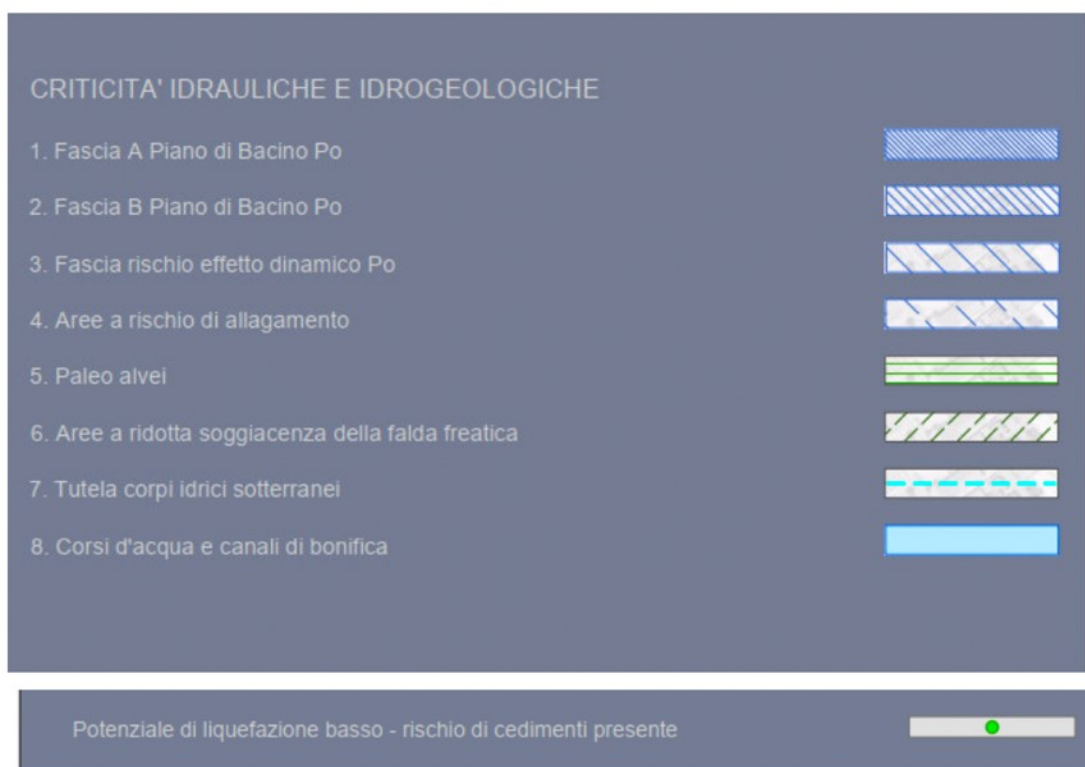 CRITICITA' IDRAULICHE E IDROGEOLOGICHE
1. Fascia A Piano di Bacino Po
2. Fascia B Piano di Bacino Po
3. Fascia rischio effetto dinamico Po
4. Aree a rischio di allagamento
5. Paleo alvei
6. Aree a ridotta soggiacenza della falda freatica
7. Tutela corpi idrici sotterranei
8. Corsi d'acqua e canali di bonifica
Potenziale di liquefazione basso - rischio di cedimenti presente